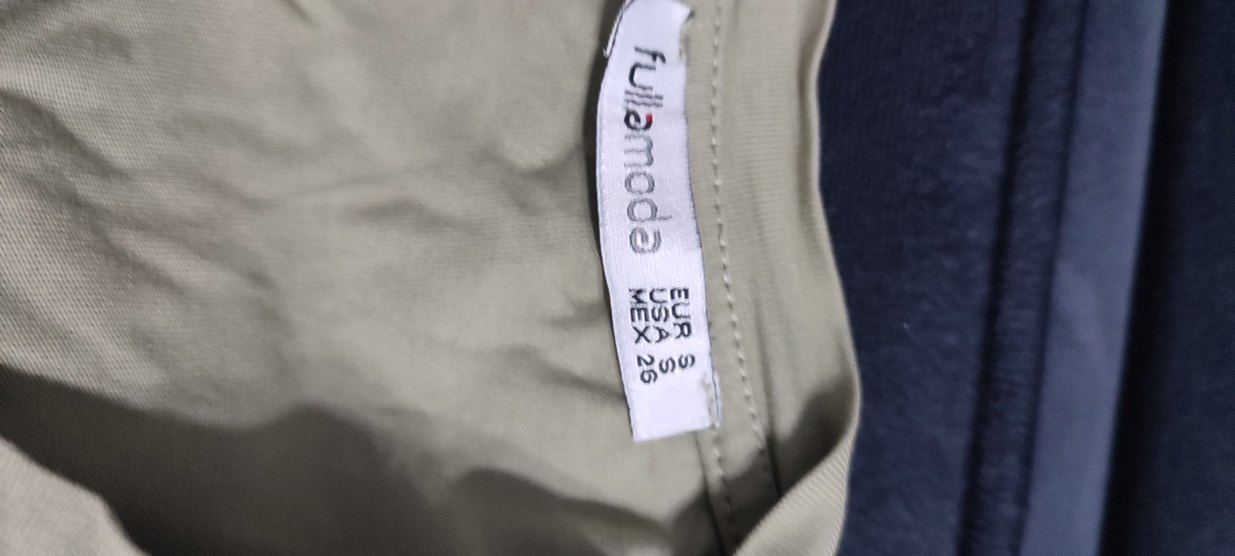 fullamoda
EUR S
USA S
MEX 26